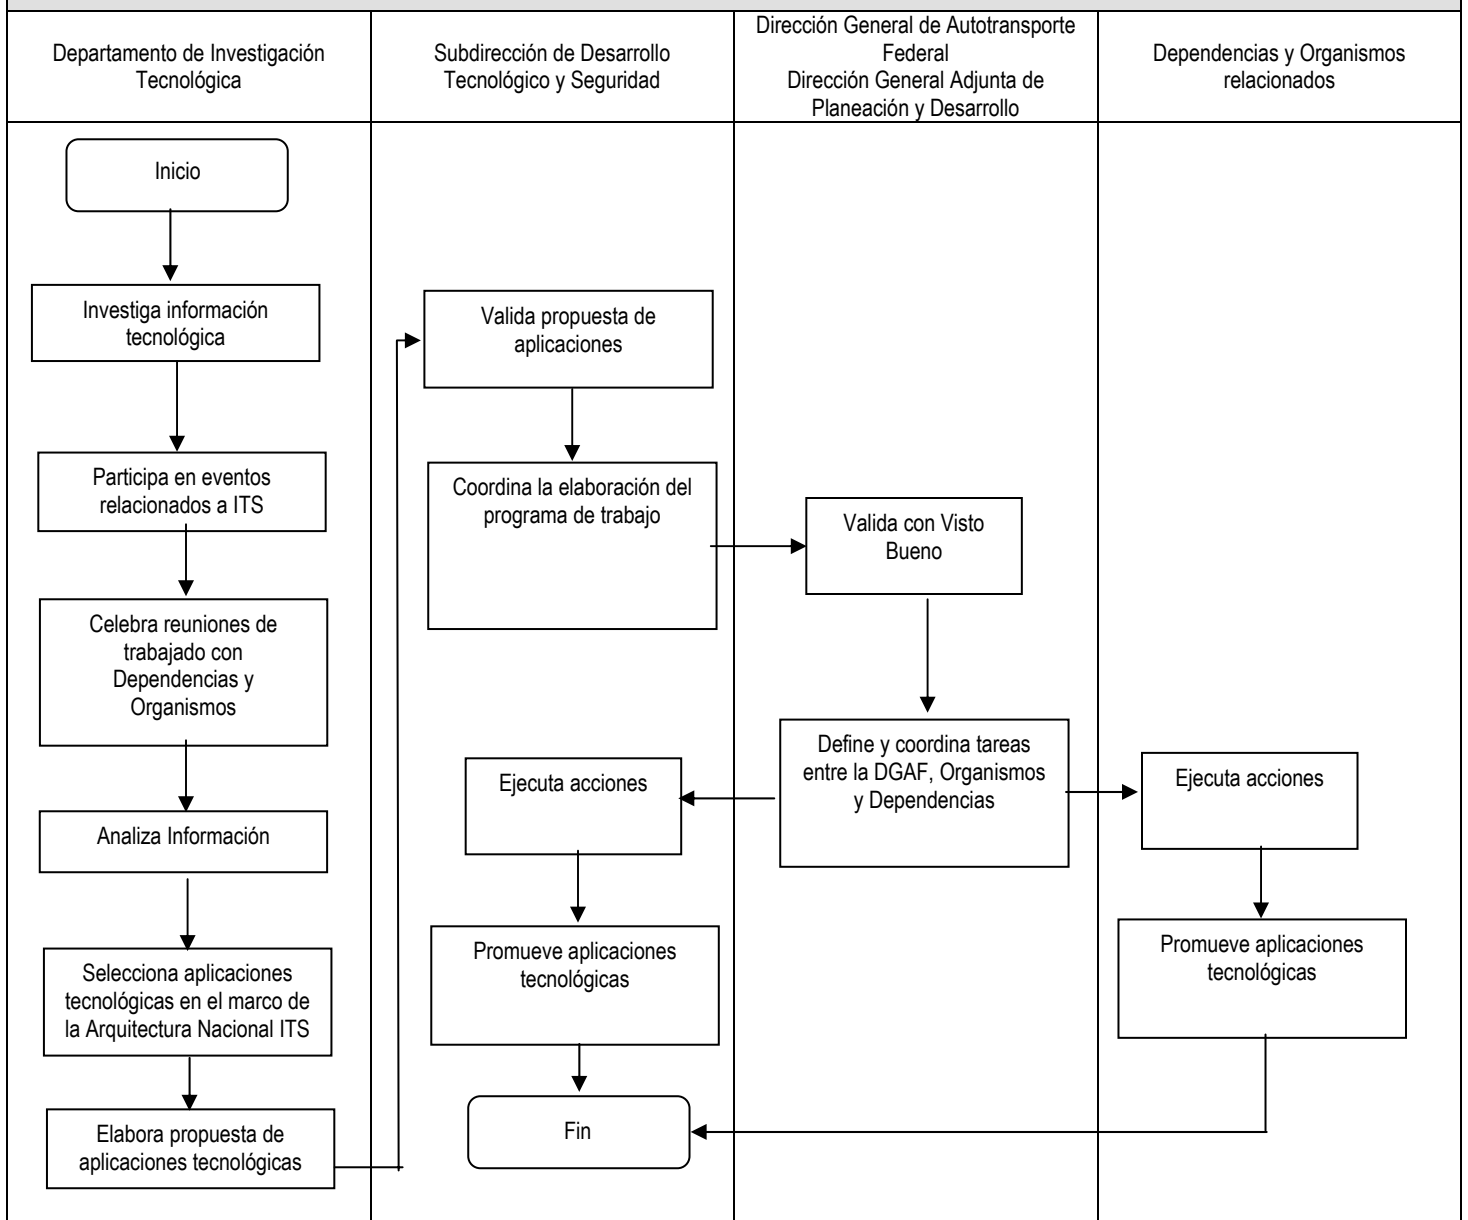 Departamento de Investigación
Tecnológica
Subdirección de Desarrollo
Tecnológico y Seguridad
Dirección General de Autotransporte
Federal
Dirección General Adjunta de
Planeación y Desarrollo
Dependencias y Organismos
relacionados
Inicio
Investiga información
tecnológica
Participa en eventos
relacionados a ITS
Celebra reuniones de
trabajado con
Dependencias y
Organismos
Analiza Información
Selecciona aplicaciones
tecnológicas en el marco de
la Arquitectura Nacional ITS
Elabora propuesta de
aplicaciones tecnológicas
Valida propuesta de
aplicaciones
Coordina la elaboración del
programa de trabajo
Valida con Visto
Bueno
Define y coordina tareas
entre la DGAF, Organismos
y Dependencias
Ejecuta acciones
Promueve aplicaciones
tecnológicas
Ejecuta acciones
Promueve aplicaciones
tecnológicas
Fin